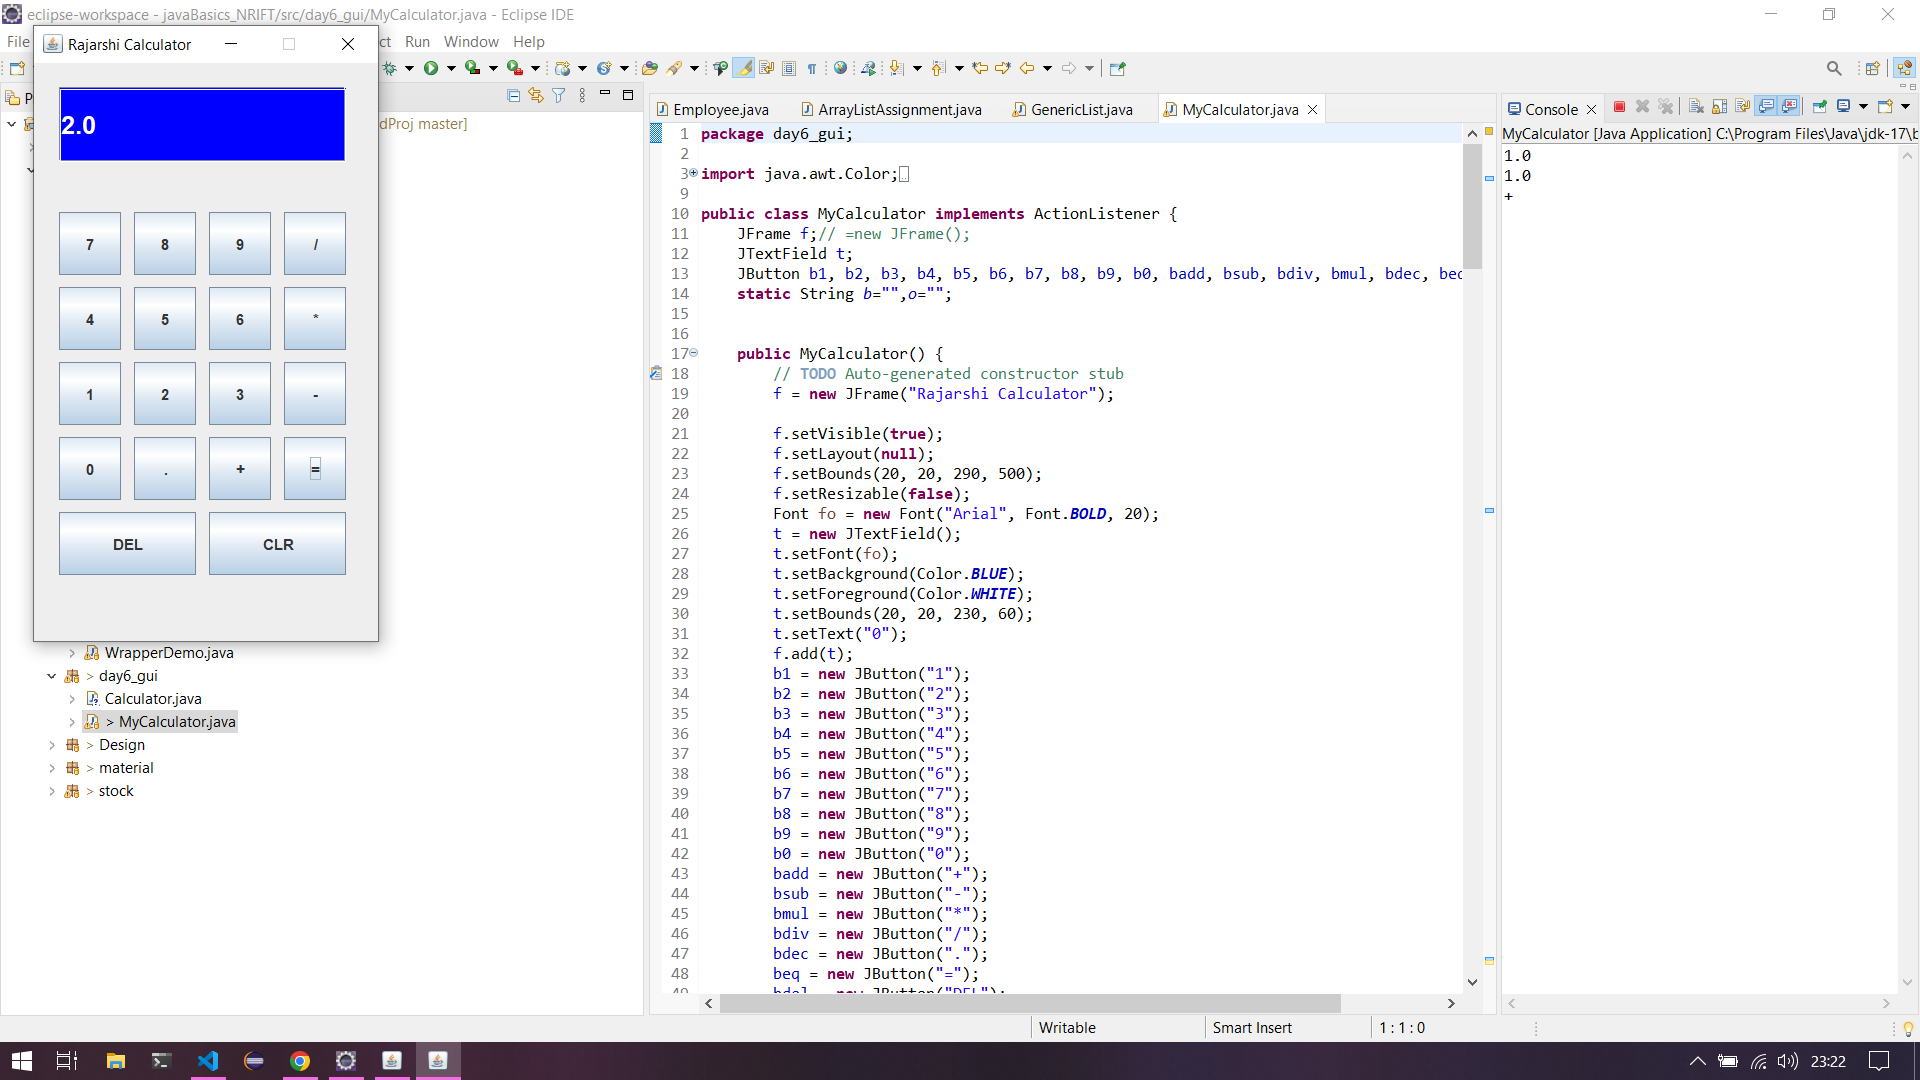 eclipse-workspace - javaBasics_NRIFT/src/day6_gui/MyCalculator.java - Eclipse IDE
File
Run Window Help
Rajarshi Calculator
2.0
7 8 9 /
4 5 6 *
1 2 3 -
0 . + =
DEL CLR
dProj master]
WrapperDemo.java
> day6_gui
Calculator.java
> MyCalculator.java
> Design
> material
> stock
Employee.java ArrayListAssignment.java GenericList.java MyCalculator.java
1 package day6_gui;
2
3 import java.awt.Color;
9
10 public class MyCalculator implements ActionListener {
11 JFrame f;// =new JFrame();
12 JTextField t;
13 JButton b1, b2, b3, b4, b5, b6, b7, b8, b9, b0, badd, bsub, bdiv, bmul, bdec, beq
14 static String b="",o="";
15
16
17 public MyCalculator() {
18 // TODO Auto-generated constructor stub
19 f = new JFrame("Rajarshi Calculator");
20
21 f.setVisible(true);
22 f.setLayout(null);
23 f.setBounds(20, 20, 290, 500);
24 f.setResizable(false);
25 Font fo = new Font("Arial", Font.BOLD, 20);
26 t = new JTextField();
27 t.setFont(fo);
28 t.setBackground(Color.BLUE);
29 t.setForeground(Color.WHITE);
30 t.setBounds(20, 20, 230, 60);
31 t.setText("0");
32 f.add(t);
33 b1 = new JButton("1");
34 b2 = new JButton("2");
35 b3 = new JButton("3");
36 b4 = new JButton("4");
37 b5 = new JButton("5");
38 b6 = new JButton("6");
39 b7 = new JButton("7");
40 b8 = new JButton("8");
41 b9 = new JButton("9");
42 b0 = new JButton("0");
43 badd = new JButton("+");
44 bsub = new JButton("-");
45 bmul = new JButton("*");
46 bdiv = new JButton("/");
47 bdec = new JButton(".");
48 beq = new JButton("=");
49 bdel = new JButton("DEL");
Console
MyCalculator [Java Application] C:\Program Files\Java\jdk-17\b
1.0
1.0
+
Writable Smart Insert 1 : 1 : 0
23:22